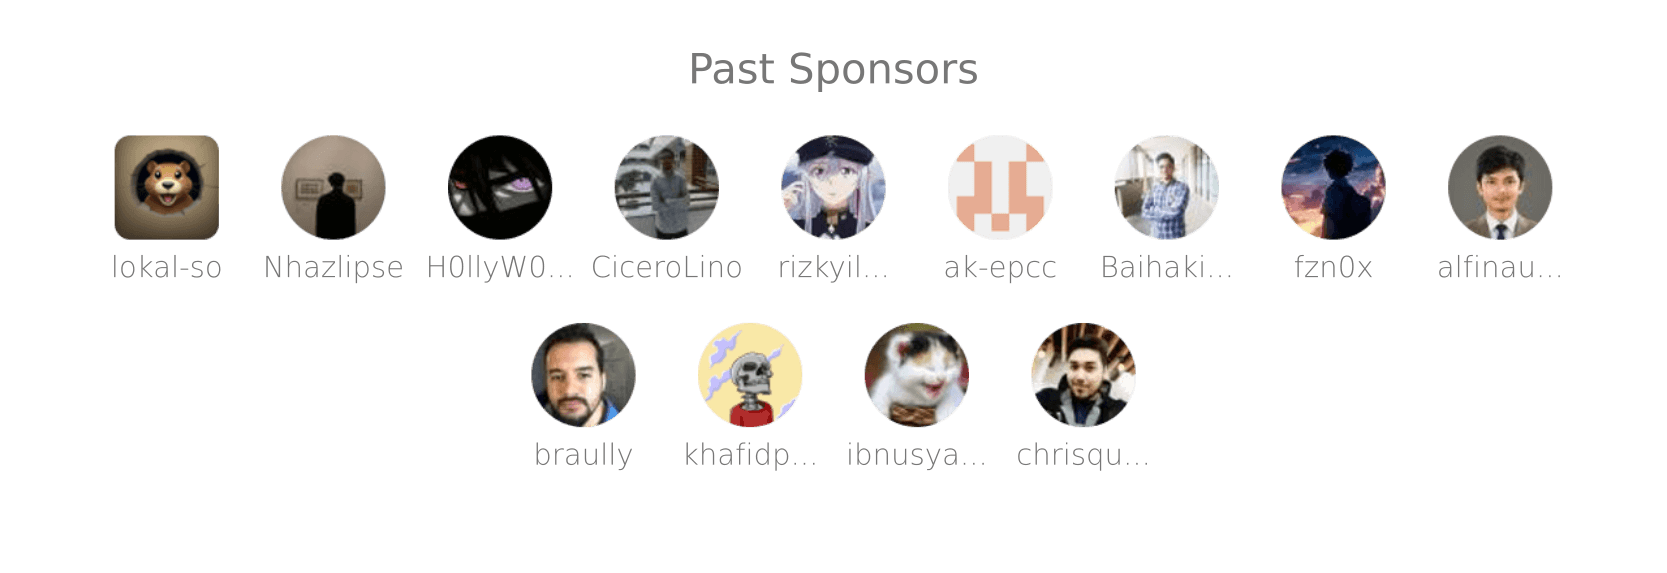 Past Sponsors
lokal-so Nhazlipse H0llyW0... CiceroLino rizkyil... ak-epcc Baihaki... fzn0x alfinau...
braully khafidp... ibnusya... chrisqu...